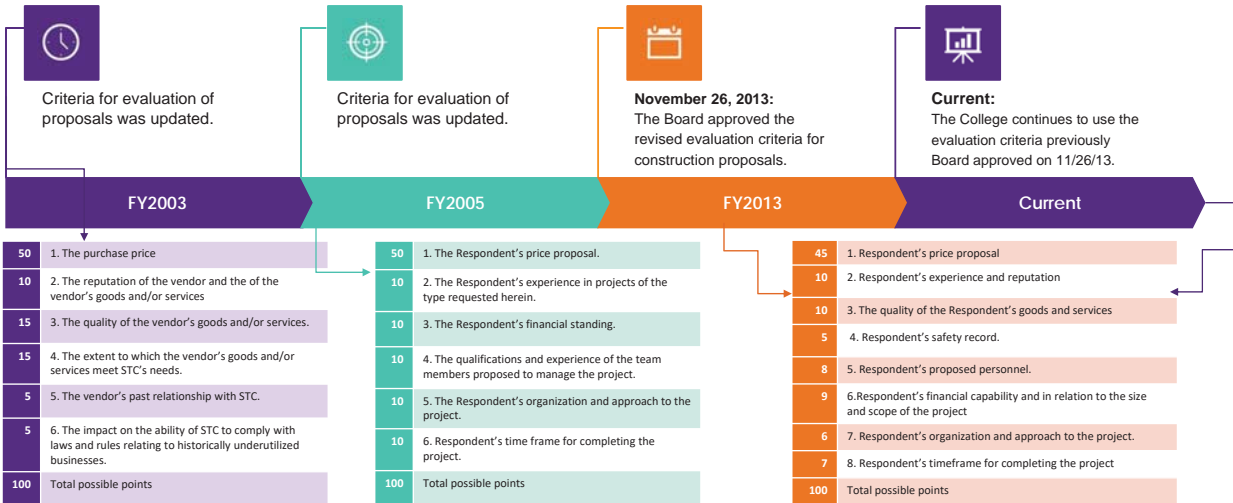 Criteria for evaluation of
proposals was updated.
Criteria for evaluation of
proposals was updated.
November 26, 2013:
The Board approved the
revised evaluation criteria for
construction proposals.
Current:
The College continues to use the
evaluation criteria previously
Board approved on 11/26/13.
FY2003
FY2005
FY2013
Current
50 1. The purchase price
10 2. The reputation of the vendor and the of the
vendor's goods and/or services
15 3. The quality of the vendor's goods and/or services.
15 4. The extent to which the vendor's goods and/or
services meet STC's needs.
5 5. The vendor's past relationship with STC.
5 6. The impact on the ability of STC to comply with
laws and rules relating to historically underutilized
businesses.
100 Total possible points
50 1. The Respondent's price proposal.
10 2. The Respondent's experience in projects of the
type requested herein.
10 3. The Respondent's financial standing.
10 4. The qualifications and experience of the team
members proposed to manage the project.
10 5. The Respondent's organization and approach to the
project.
10 6. Respondent's time frame for completing the
project.
100 Total possible points
45 1. Respondent's price proposal
10 2. Respondent's experience and reputation
10 3. The quality of the Respondent's goods and services
5 4. Respondent's safety record.
8 5. Respondent's proposed personnel.
9 6.Respondent's financial capability and in relation to the size
and scope of the project
6 7. Respondent's organization and approach to the project.
7 8. Respondent's timeframe for completing the project
100 Total possible points